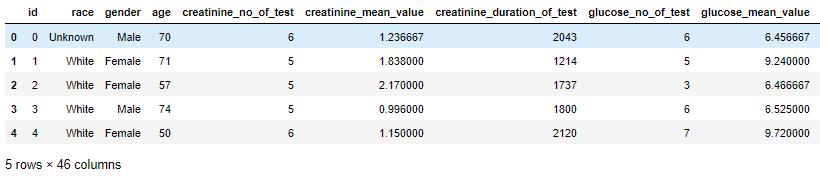 id race gender age creatinine_no_of_test creatinine_mean_value creatinine_duration_of_test glucose_no_of_test glucose_mean_value
0 0 Unknown Male 70 6 1.236667 2043 6 6.456667
1 1 White Female 71 5 1.838000 1214 5 9.240000
2 2 White Female 57 5 2.170000 1737 3 6.466667
3 3 White Male 74 5 0.996000 1800 6 6.525000
4 4 White Female 50 6 1.150000 2120 7 9.720000
5 rows × 46 columns